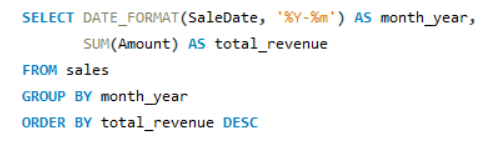 SELECT DATE_FORMAT(SaleDate, '%Y-%m') AS month_year,
SUM(Amount) AS total_revenue
FROM sales
GROUP BY month_year
ORDER BY total_revenue DESC